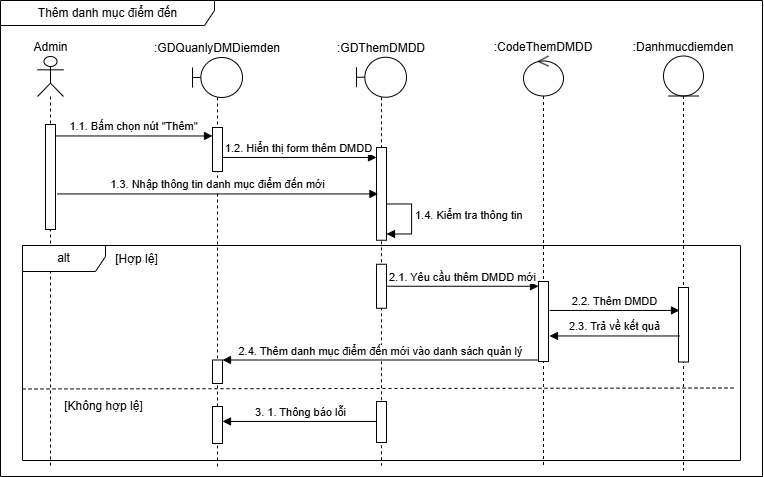 Thêm danh mục điểm đến
Admin
:GDQuanlyDMDiemden
:GDThemDMDD
:CodeThemDMDD
:Danhmucdiemden
1.1. Bấm chọn nút "Thêm"
1.2. Hiển thị form thêm DMDD
1.3. Nhập thông tin danh mục điểm đến mới
1.4. Kiểm tra thông tin
alt
[Hợp lệ]
2.1. Yêu cầu thêm DMDD mới
2.2. Thêm DMDD
2.3. Trả về kết quả
2.4. Thêm danh mục điểm đến mới vào danh sách quản lý
[Không hợp lệ]
3. 1. Thông báo lỗi